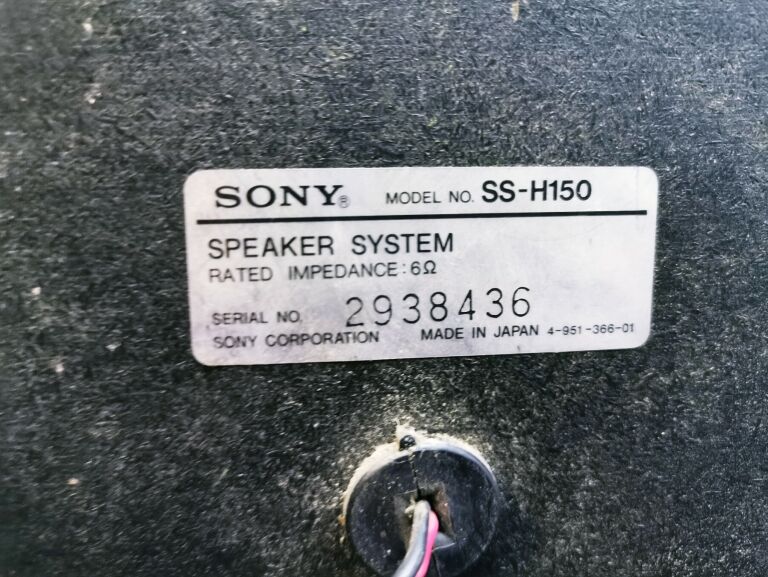 SONY® MODEL NO. SS-H150
SPEAKER SYSTEM
RATED IMPEDANCE:6Ω
SERIAL NO. 2938436
SONY CORPORATION MADE IN JAPAN 4-951-366-01